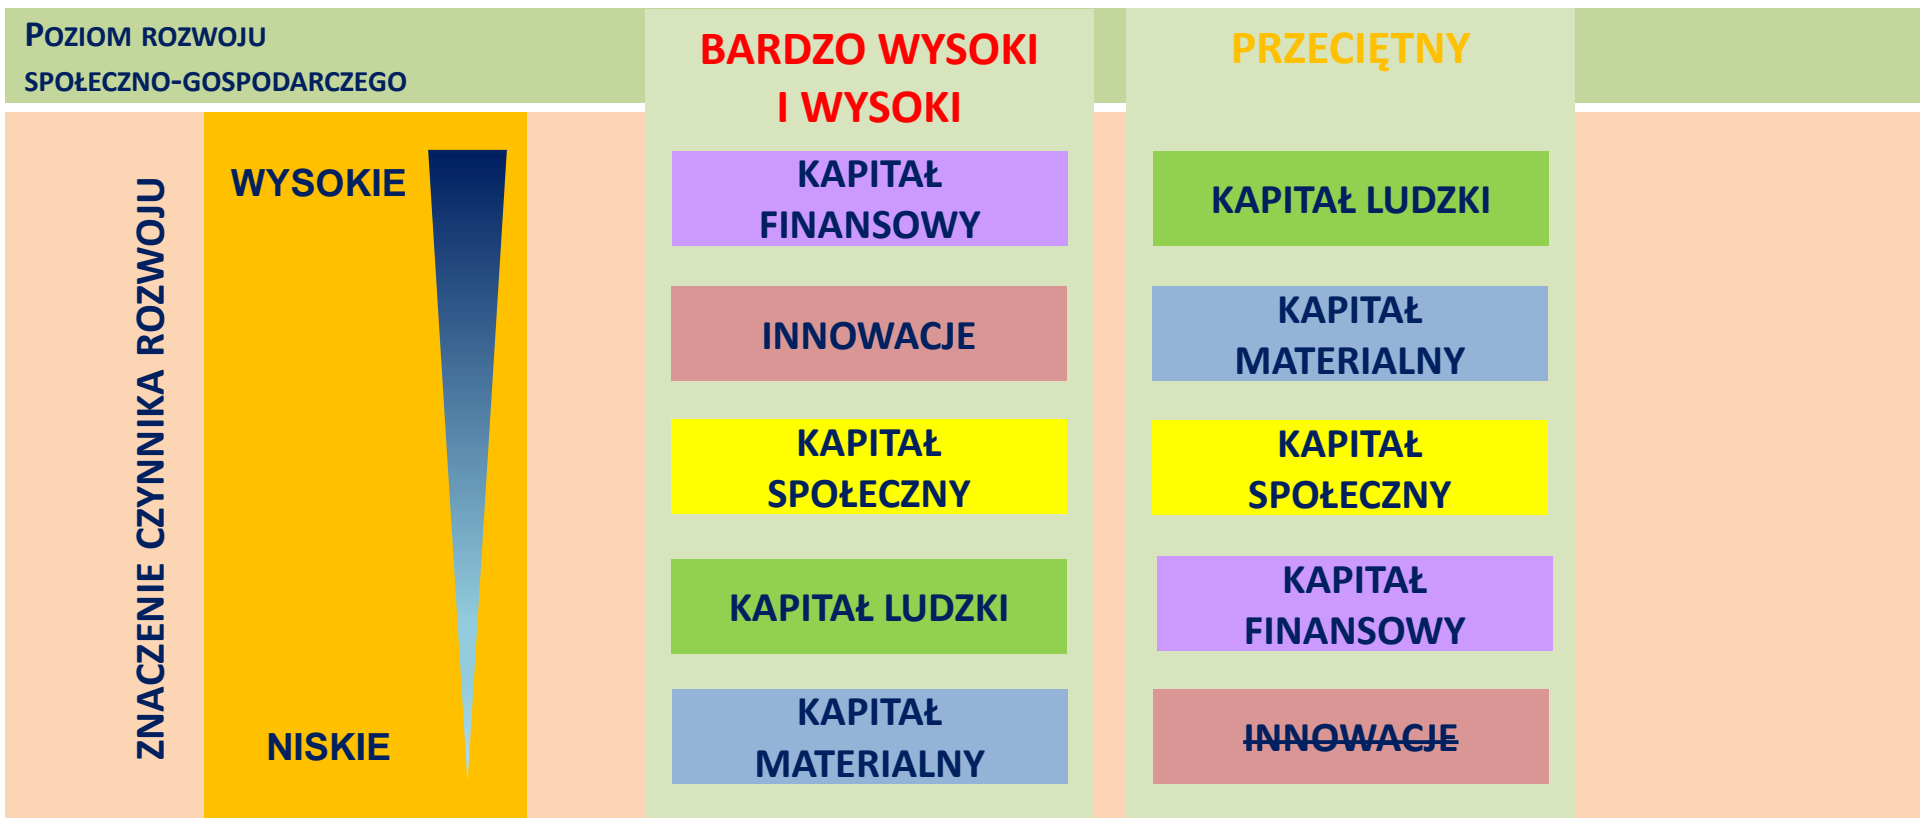 POZIOM ROZWOJU
SPOŁECZNO-GOSPODARCZEGO
BARDZO WYSOKI
I WYSOKI
PRZECIĘTNY
ZNACZENIE CZYNNIKA ROZWOJU
WYSOKIE
NISKIE
KAPITAŁ
FINANSOWY
INNOWACJE
KAPITAŁ
SPOŁECZNY
KAPITAŁ LUDZKI
KAPITAŁ
MATERIALNY
KAPITAŁ LUDZKI
KAPITAŁ
MATERIALNY
KAPITAŁ
SPOŁECZNY
KAPITAŁ
FINANSOWY
INNOWACJE